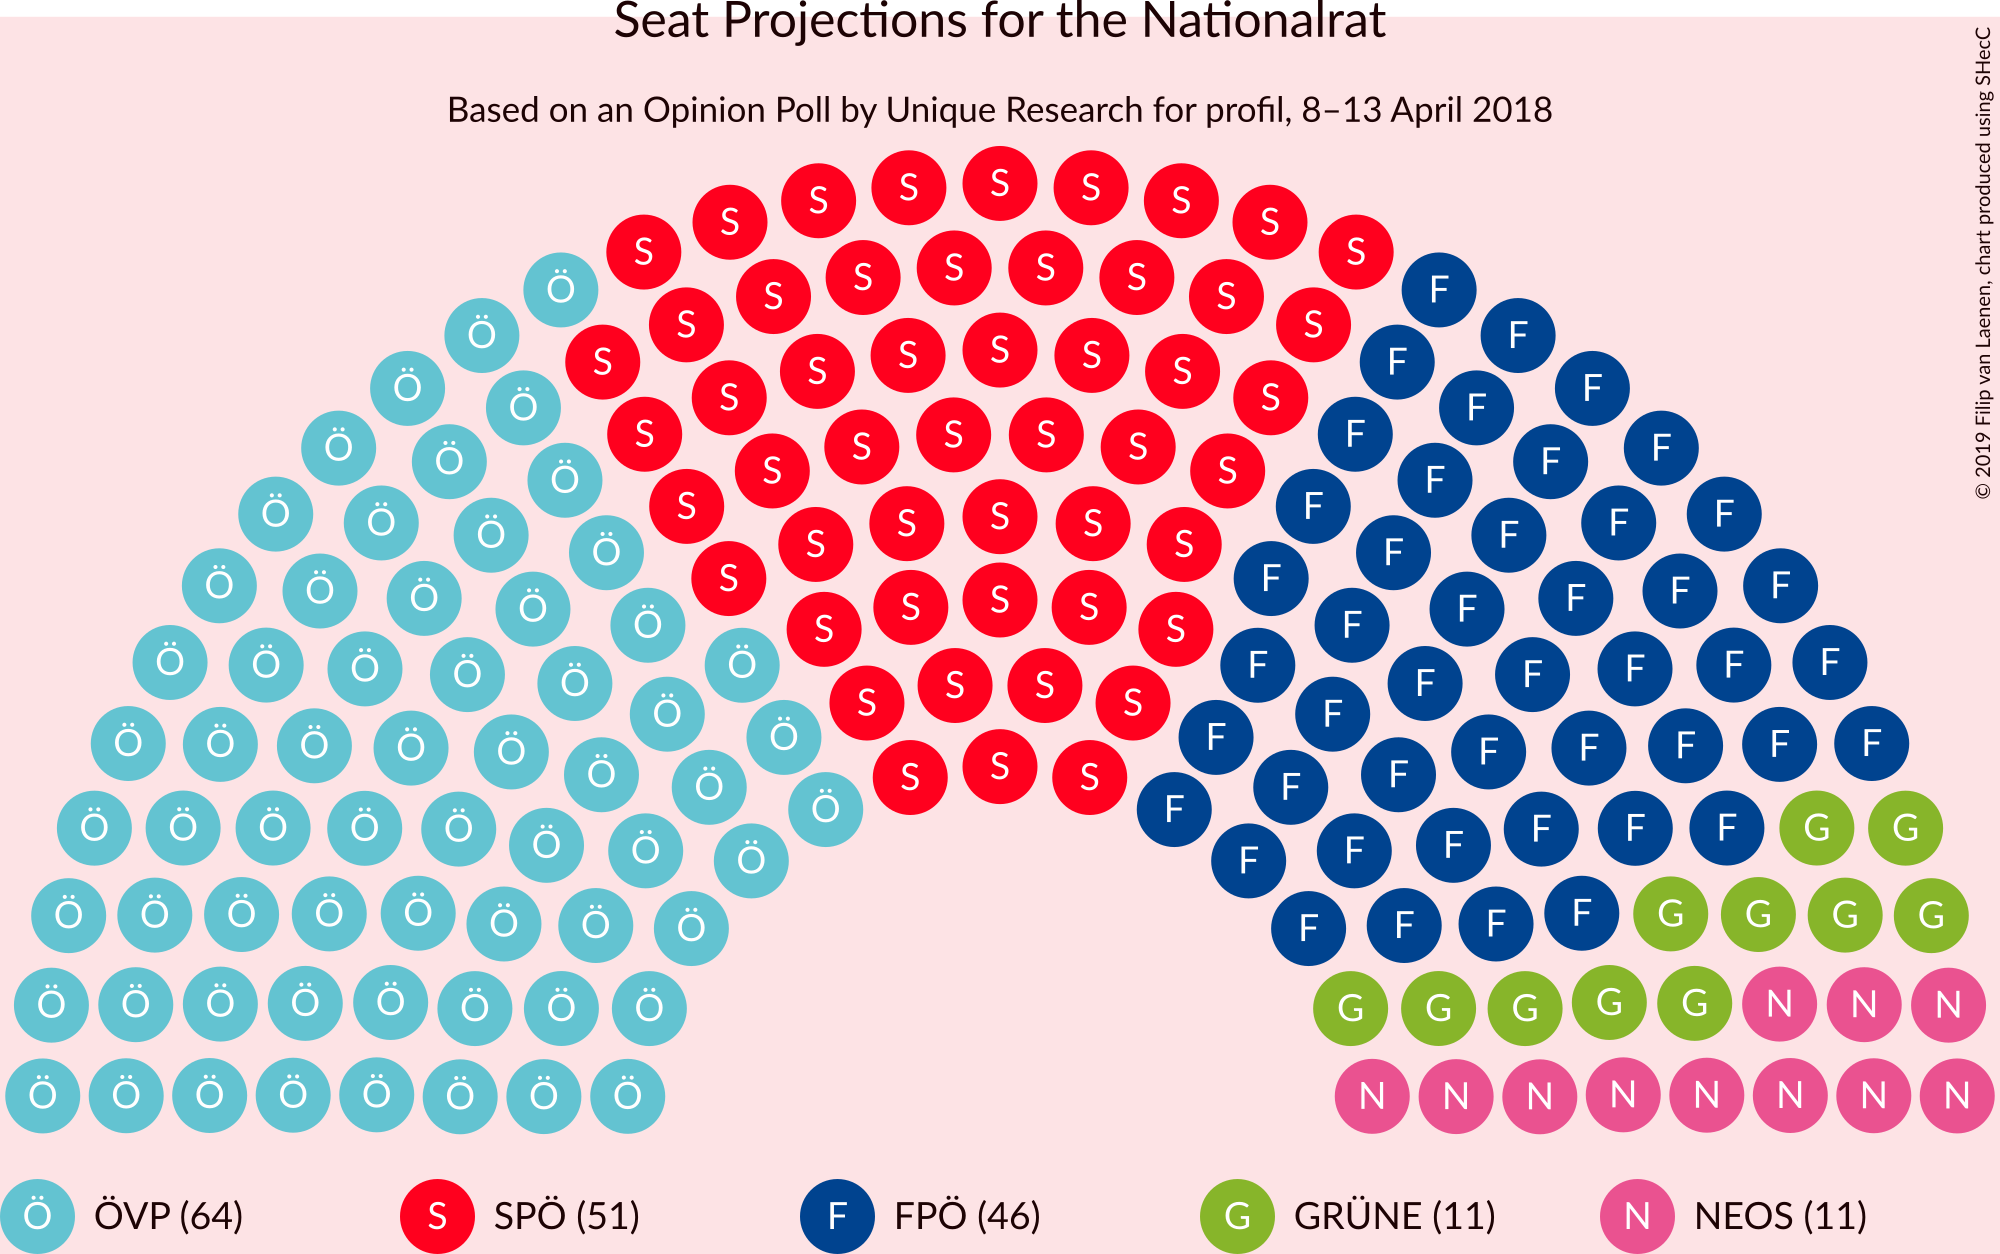 Seat Projections for the Nationalrat
Based on an Opinion Poll by Unique Research for profil, 8–13 April 2018
© 2019 Filip van Laenen, chart produced using SHecC
S S S S S S S S S
Ö S S S S S S S S F
Ö S S S S S S S F F
Ö Ö S S S S S S F F F
Ö Ö Ö S S S S S S F F F F
Ö Ö Ö Ö S S S S S F F F F F
Ö Ö Ö Ö Ö S S S S S F F F F F F
Ö Ö Ö Ö Ö Ö Ö S S S S F F F F F F F
Ö Ö Ö Ö Ö Ö Ö Ö S S S F F F F F F F F
Ö Ö Ö Ö Ö Ö Ö Ö Ö F F F F F F F G G
Ö Ö Ö Ö Ö Ö Ö Ö F F F F G G G G
Ö Ö Ö Ö Ö Ö Ö Ö G G G G G N N N
Ö Ö Ö Ö Ö Ö Ö Ö N N N N N N N N
Ö ÖVP (64) S SPÖ (51) F FPÖ (46) G GRÜNE (11) N NEOS (11)